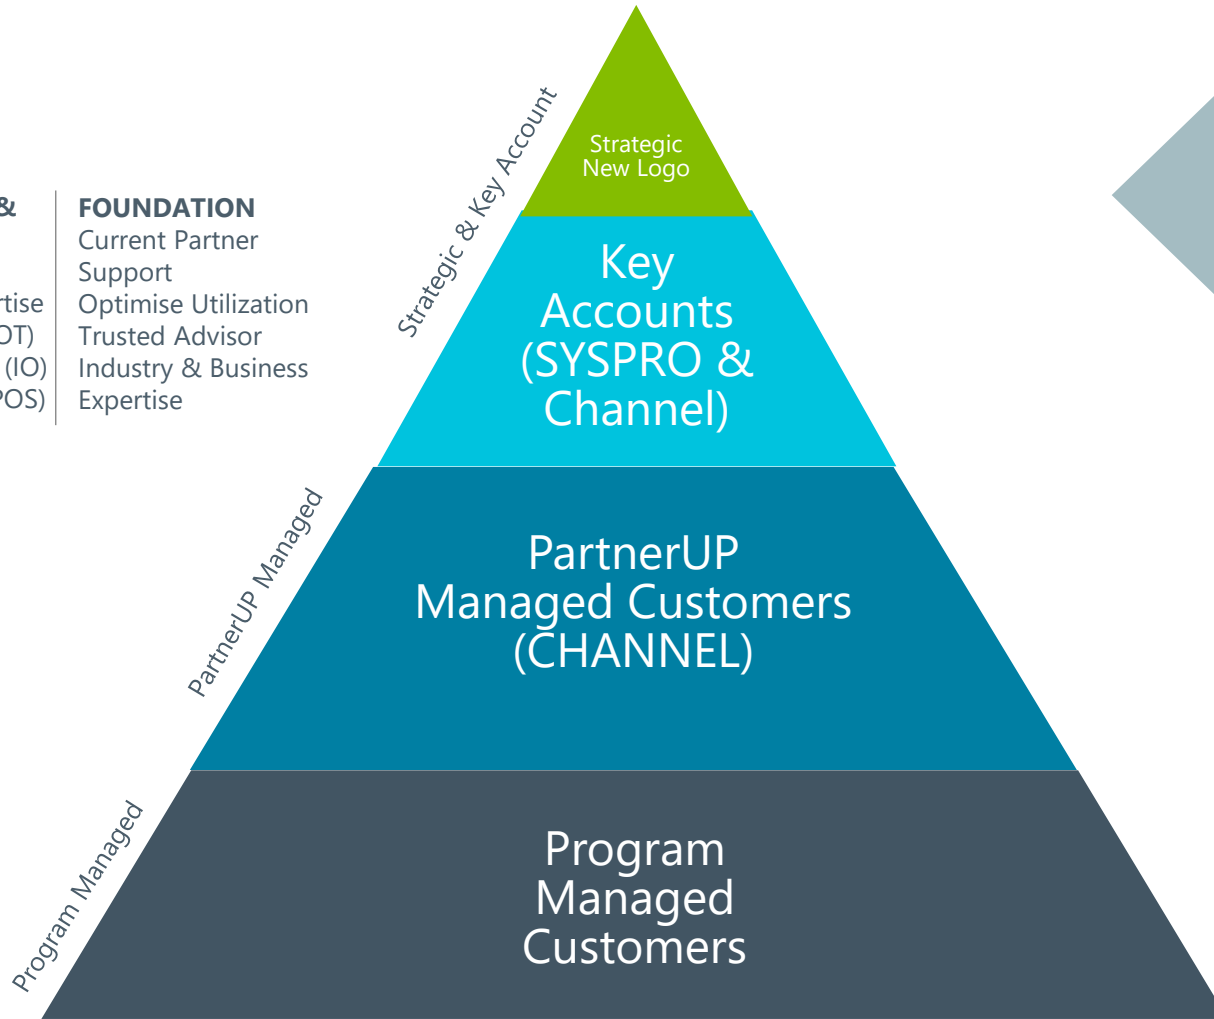 Strategic
New Logo
Strategic & Key Account
&
(IO)
FOUNDATION
Current Partner
Support
Optimise Utilization
Trusted Advisor
Industry & Business
Expertise
Key
Accounts
(SYSPRO &
Channel)
PartnerUP Managed
PartnerUP
Managed Customers
(CHANNEL)
Program Managed
Program
Managed
Customers